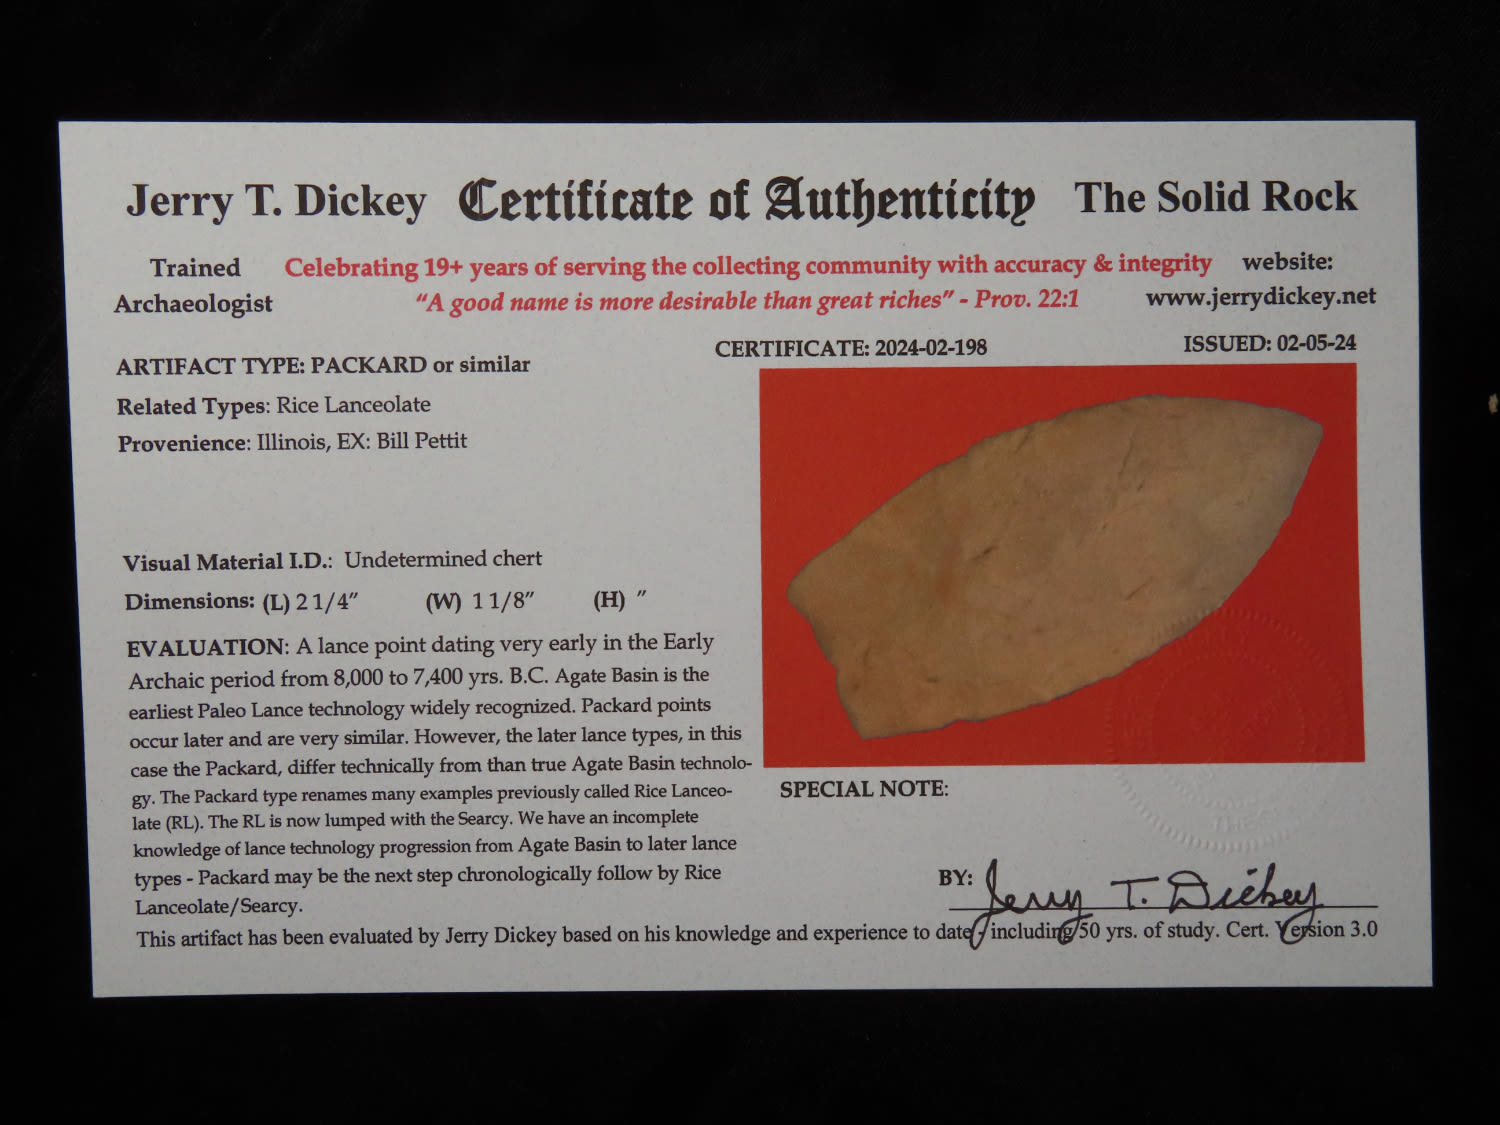 Jerry T. Dickey Certificate of Authenticity The Solid Rock
Trained Celebrating 19+ years of serving the collecting community with accuracy & integrity website:
Archaeologist “A good name is more desirable than great riches” - Prov. 22:1 www.jerrydickey.net
CERTIFICATE: 2024-02-198 ISSUED: 02-05-24
ARTIFACT TYPE: PACKARD or similar
Related Types: Rice Lanceolate
Provenience: Illinois, EX: Bill Pettit
Visual Material I.D.: Undetermined chert
Dimensions: (L) 2 1/4” (W) 1 1/8” (H) ”
EVALUATION: A lance point dating very early in the Early
Archaic period from 8,000 to 7,400 yrs. B.C. Agate Basin is the
earliest Paleo Lance technology widely recognized. Packard points
occur later and are very similar. However, the later lance types, in this
case the Packard, differ technically from than true Agate Basin technolo-
gy. The Packard type renames many examples previously called Rice Lanceo-
late (RL). The RL is now lumped with the Searcy. We have an incomplete
knowledge of lance technology progression from Agate Basin to later lance
types - Packard may be the next step chronologically follow by Rice
Lanceolate/Searcy.
SPECIAL NOTE:
BY: Jerry T. Dickey
This artifact has been evaluated by Jerry Dickey based on his knowledge and experience to date - including 50 yrs. of study. Cert. Version 3.0